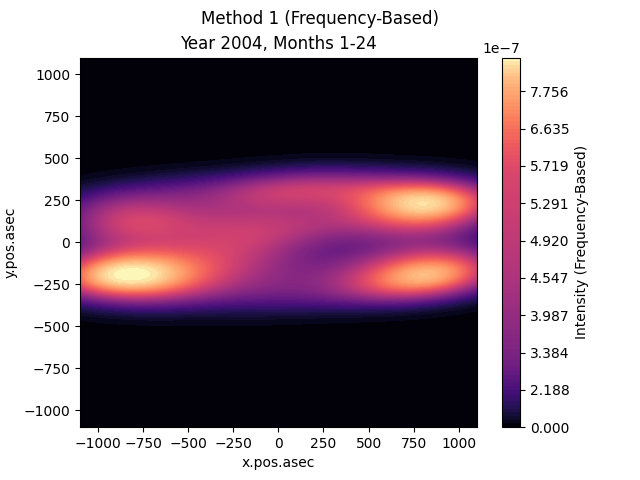 Method 1 (Frequency-Based)
Year 2004, Months 1-24
1e−7
1000
750
500
250
0
−250
−500
−750
−1000
y.pos.asec
−1000 −750 −500 −250 0 250 500 750 1000
x.pos.asec
7.756
6.635
5.719
5.291
4.920
4.547
3.987
3.384
2.188
0.000
Intensity (Frequency-Based)